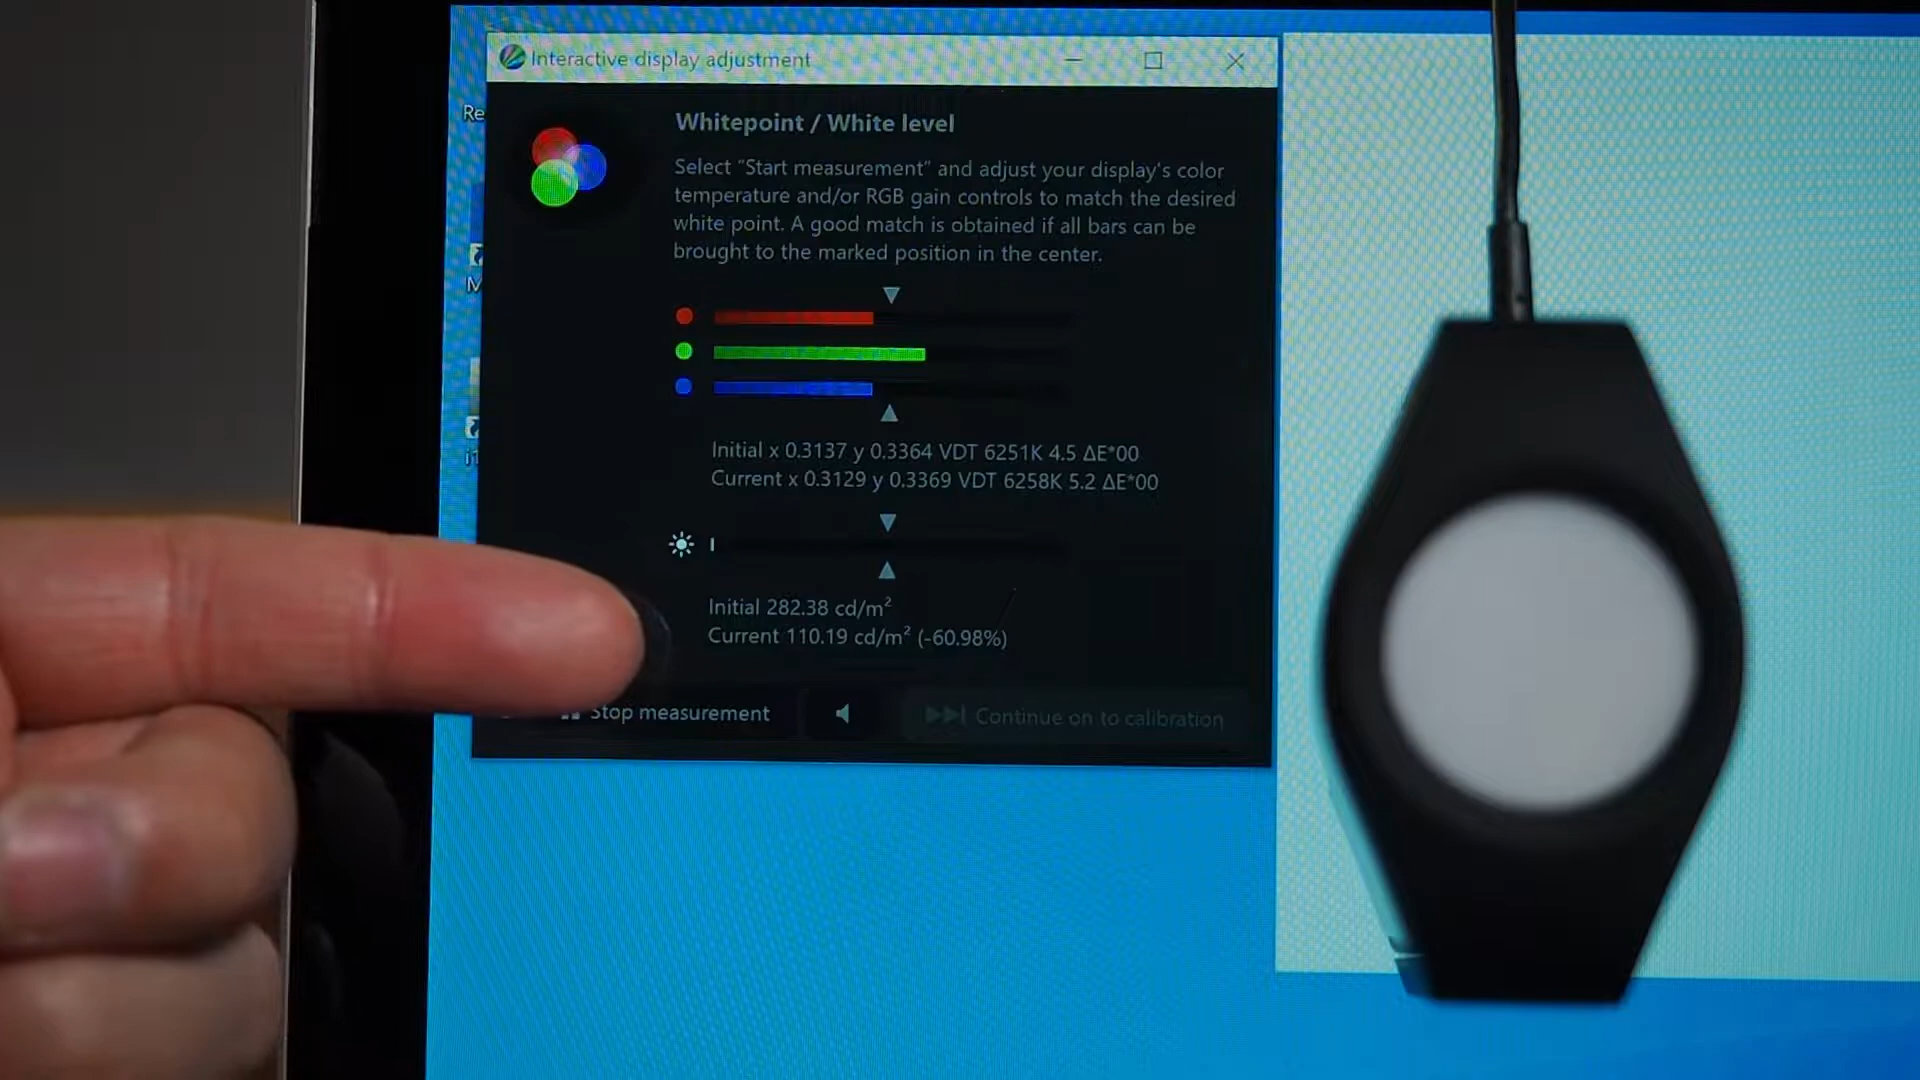 Interactive display adjustment
Re
Whitepoint / White level
Select "Start measurement" and adjust your display's color
temperature and/or RGB gain controls to match the desired
white point. A good match is obtained if all bars can be
brought to the marked position in the center.
M
Initial x 0.3137 y 0.3364 VDT 6251K 4.5 ΔE*00
Current x 0.3129 y 0.3369 VDT 6258K 5.2 ΔE*00
i1
Initial 282.38 cd/m²
Current 110.19 cd/m² (-60.98%)
Stop measurement
Continue on to calibration